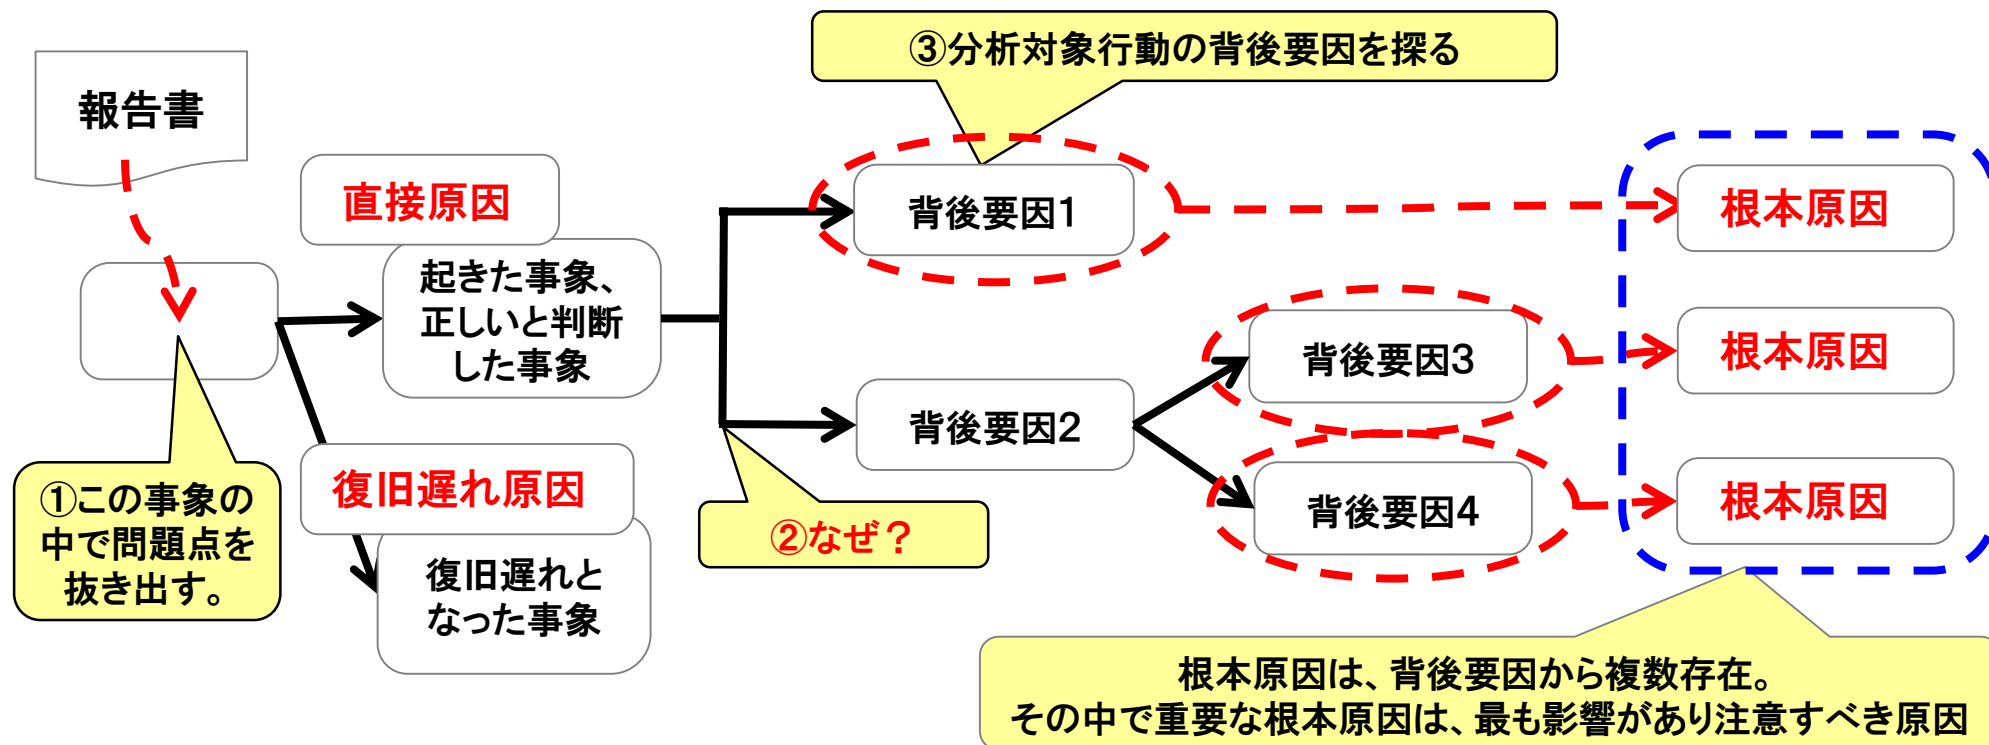 ③分析対象行動の背後要因を探る
報告書
直接原因
起きた事象、
正しいと判断
した事象
背後要因1
根本原因
背後要因3
根本原因
背後要因2
背後要因4
根本原因
①この事象の
中で問題点を
抜き出す。
復旧遅れ原因
復旧遅れと
なった事象
②なぜ？
根本原因は、背後要因から複数存在。
その中で重要な根本原因は、最も影響があり注意すべき原因